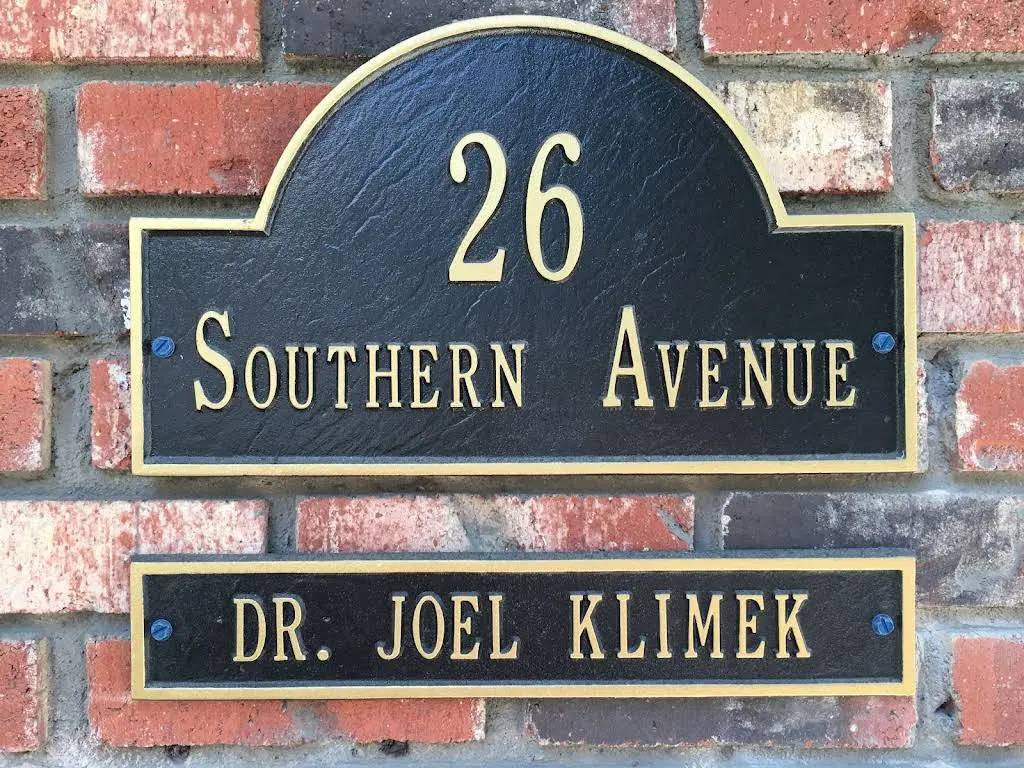 26
Southern Avenue
DR. JOEL KLIMEK